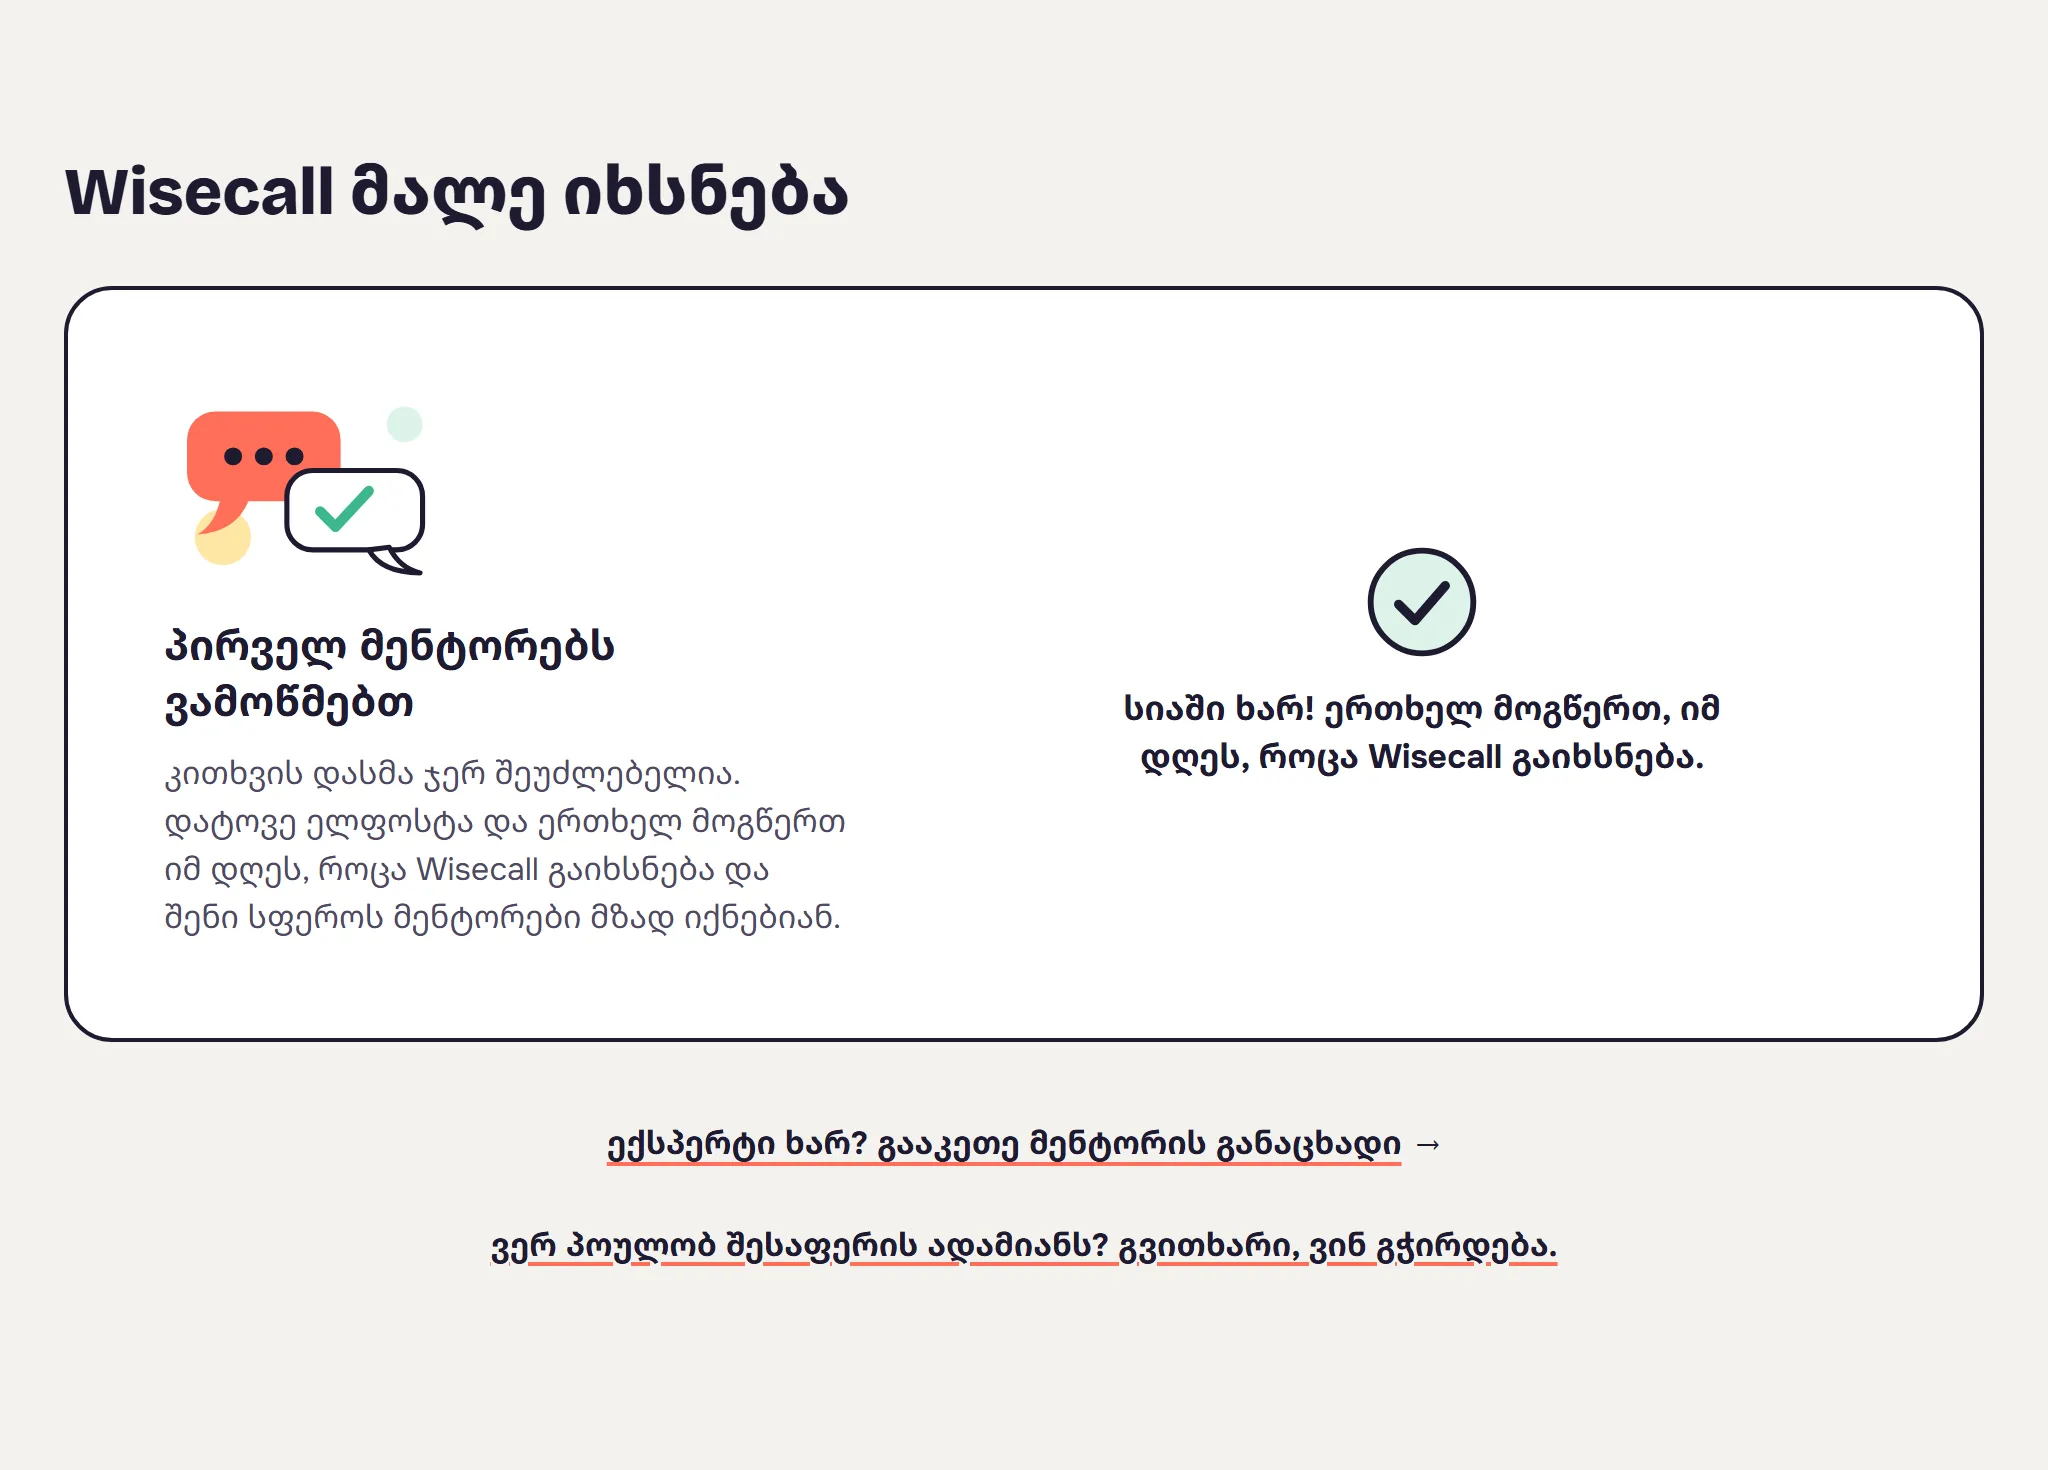 Wisecall მალე იხსნება
პირველ მენტორებს
ვამოწმებთ
კითხვის დასმა ჯერ შეუძლებელია.
დატოვე ელფოსტა და ერთხელ მოგწერთ
იმ დღეს, როცა Wisecall გაიხსნება და
შენი სფეროს მენტორები მზად იქნებიან.
სიაში ხარ! ერთხელ მოგწერთ, იმ
დღეს, როცა Wisecall გაიხსნება.
ექსპერტი ხარ? გააკეთე მენტორის განაცხადი →
ვერ პოულობ შესაფერის ადამიანს? გვითხარი, ვინ გჭირდება.